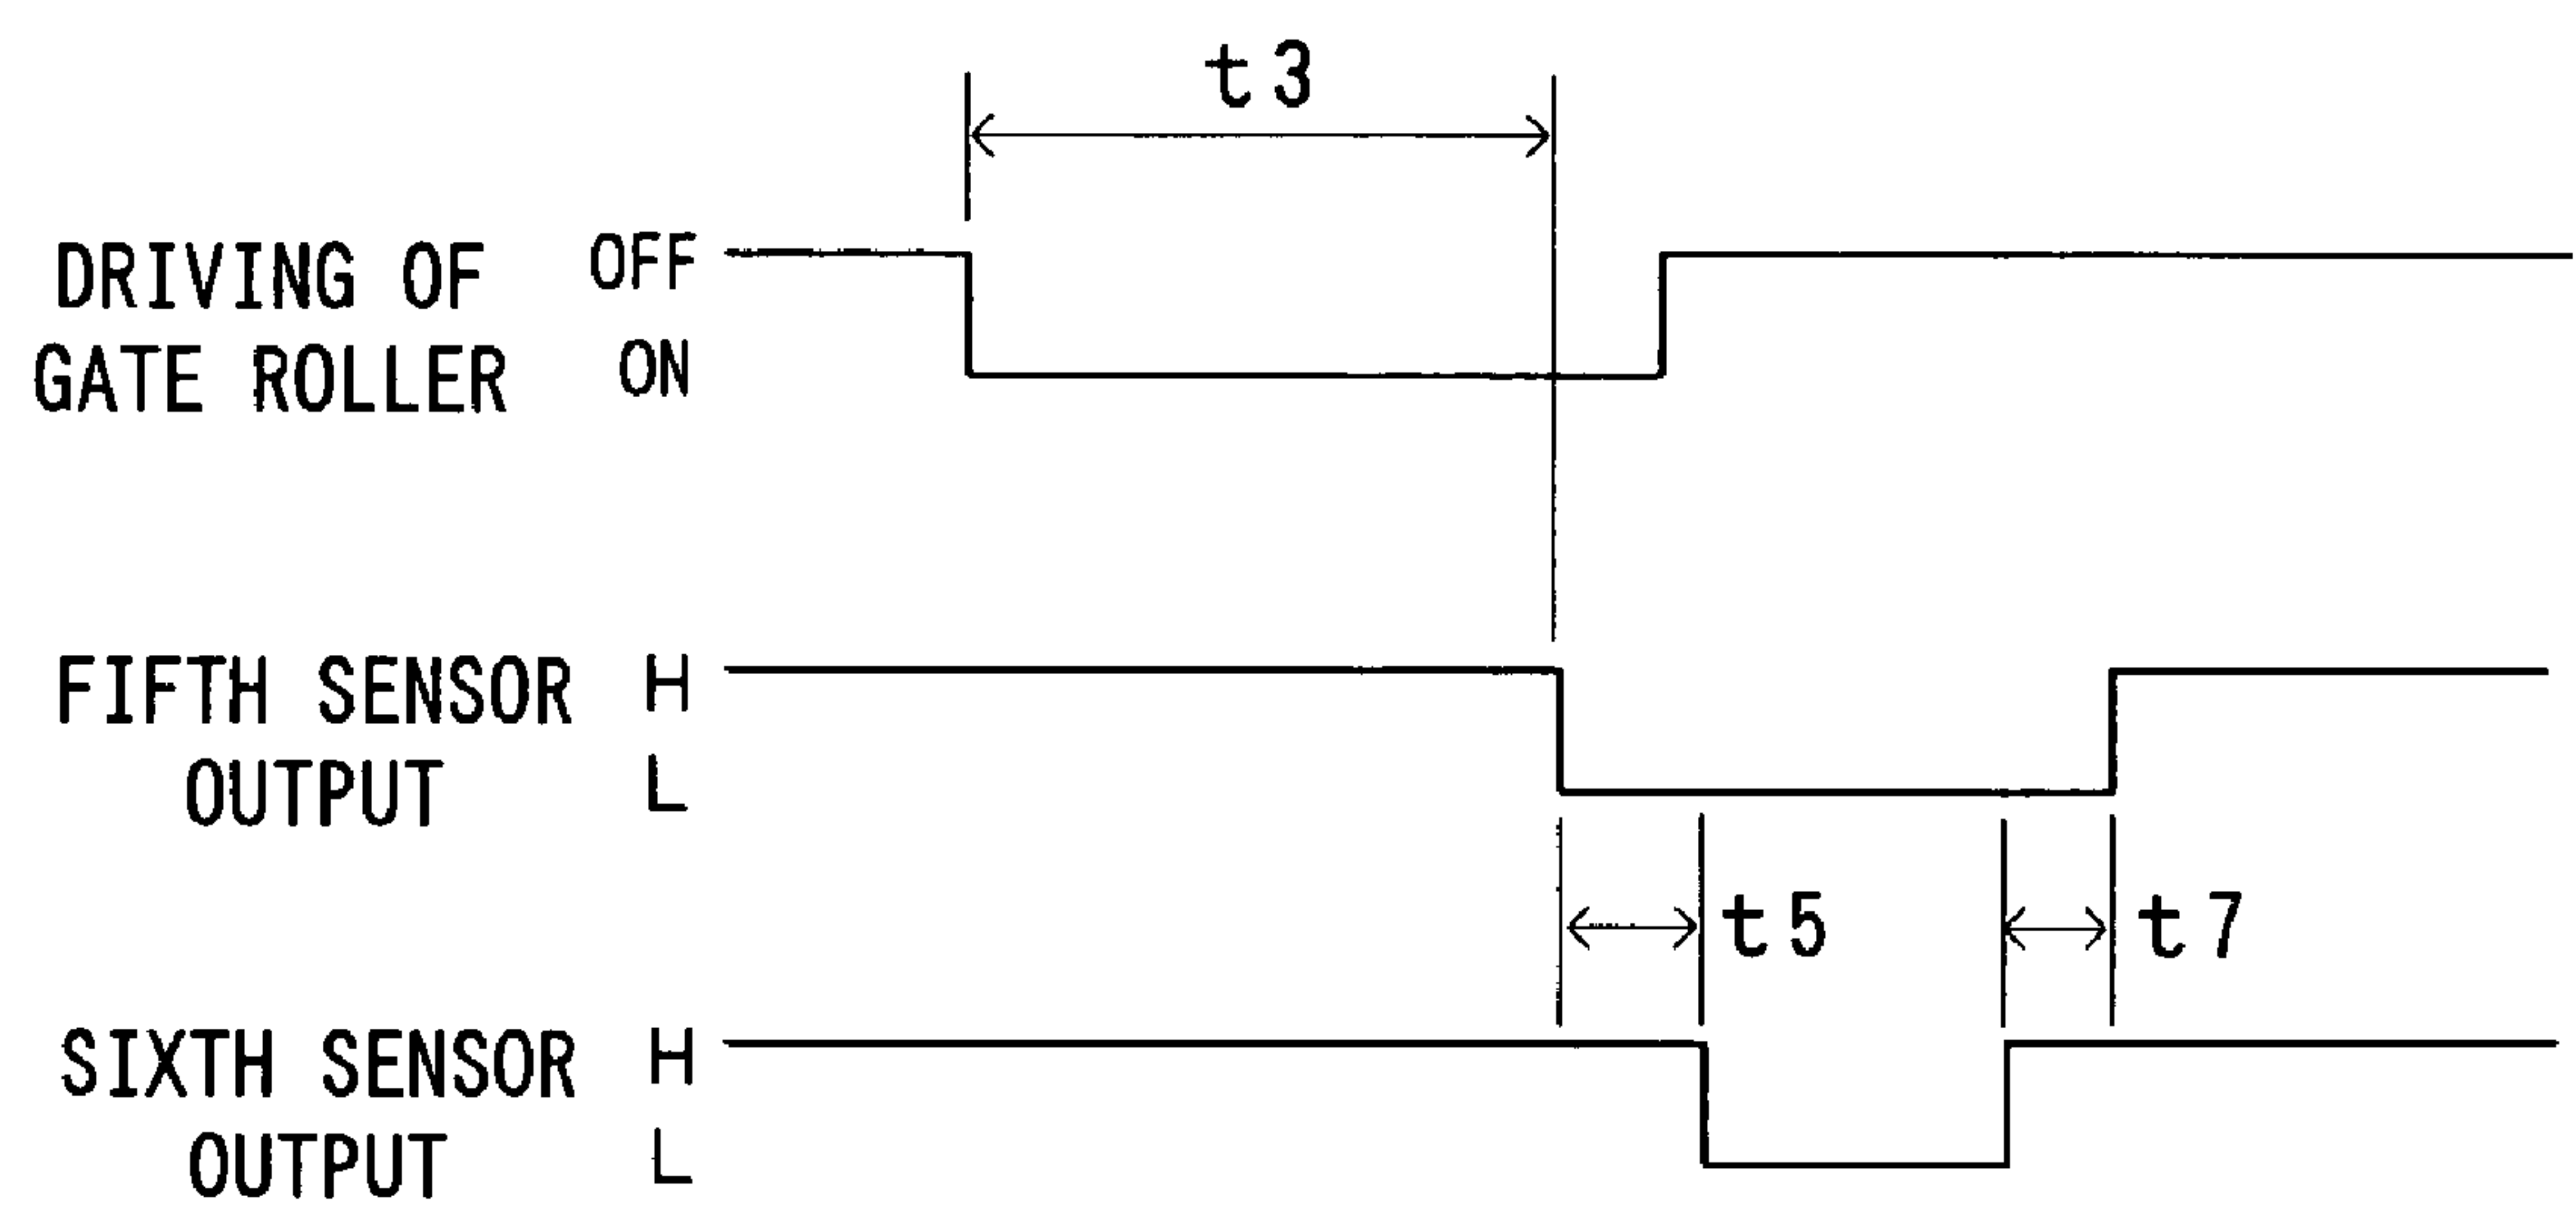 t3
DRIVING OF OFF
GATE ROLLER ON
FIFTH SENSOR H
OUTPUT L
t5 t7
SIXTH SENSOR H
OUTPUT L